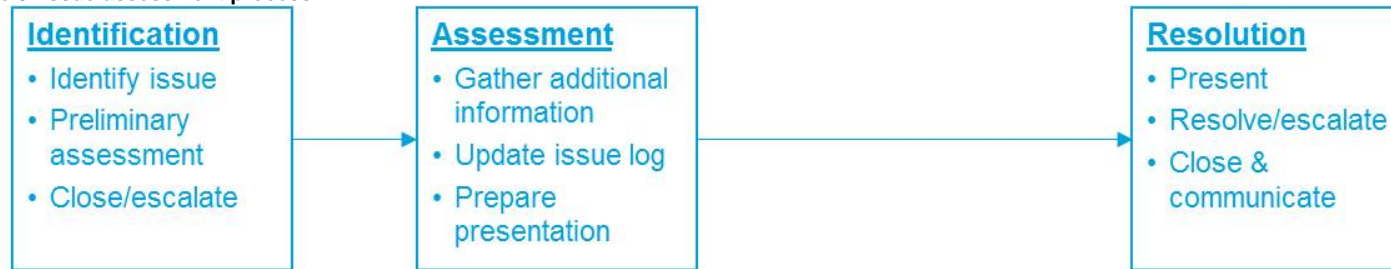 Identification
• Identify issue
• Preliminary
assessment
• Close/escalate
Assessment
• Gather additional
information
• Update issue log
• Prepare
presentation
Resolution
• Present
• Resolve/escalate
• Close &
communicate